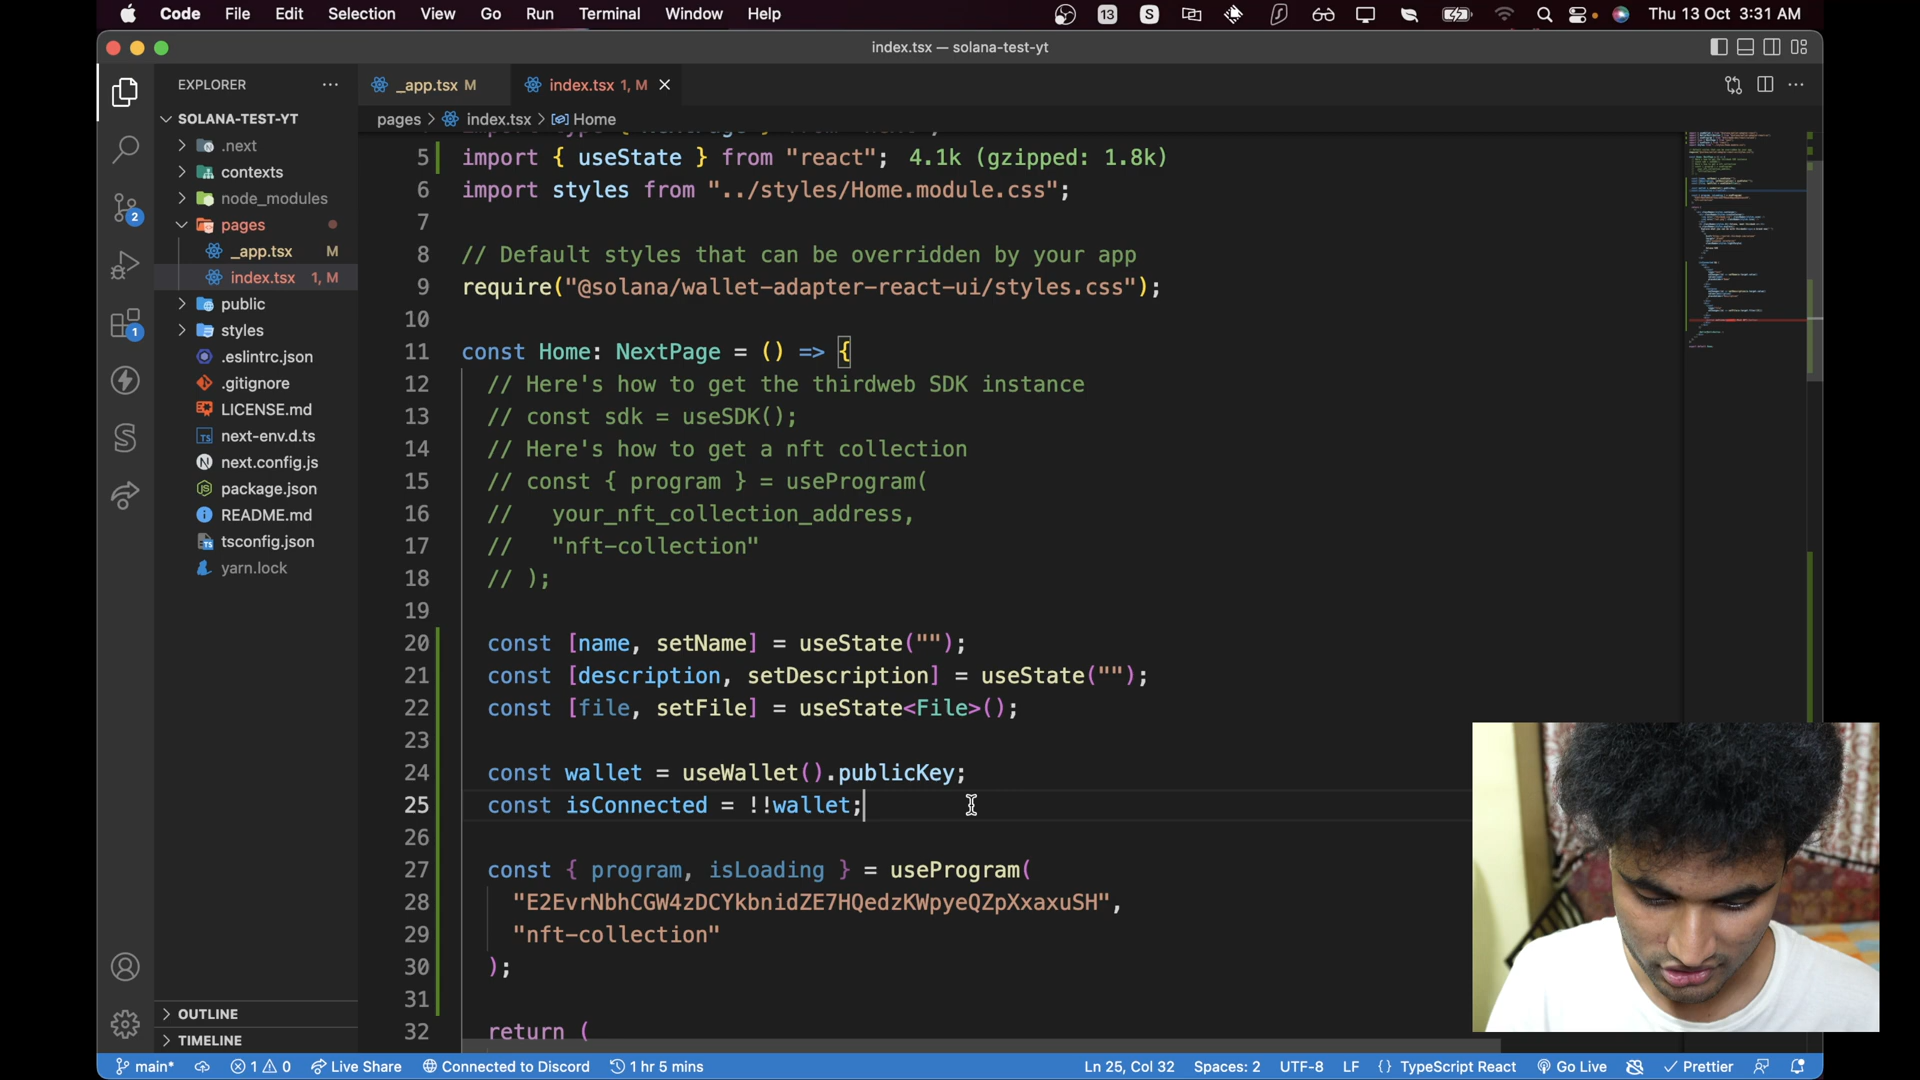 Code File Edit Selection View Go Run Terminal Window Help
13 S Thu 13 Oct 3:31 AM
index.tsx — solana-test-yt
EXPLORER
SOLANA-TEST-YT
.next
contexts
node_modules
pages
_app.tsx M
index.tsx 1, M
public
styles
.eslintrc.json
.gitignore
LICENSE.md
next-env.d.ts
next.config.js
package.json
README.md
tsconfig.json
yarn.lock
OUTLINE
TIMELINE
2
1
_app.tsx M
index.tsx 1, M
pages > index.tsx > Home
5 import { useState } from "react"; 4.1k (gzipped: 1.8k)
6 import styles from "../styles/Home.module.css";
7
8 // Default styles that can be overridden by your app
9 require("@solana/wallet-adapter-react-ui/styles.css");
10
11 const Home: NextPage = () => {
12 // Here's how to get the thirdweb SDK instance
13 // const sdk = useSDK();
14 // Here's how to get a nft collection
15 // const { program } = useProgram(
16 // your_nft_collection_address,
17 // "nft-collection"
18 // );
19
20 const [name, setName] = useState("");
21 const [description, setDescription] = useState("");
22 const [file, setFile] = useState<File>();
23
24 const wallet = useWallet().publicKey;
25 const isConnected = !!wallet;
26
27 const { program, isLoading } = useProgram(
28 "E2EvrNbhCGW4zDCYkbnidZE7HQedzKWpyeQZpXxaxuSH",
29 "nft-collection"
30 );
31
32 return (
main* 1 0 Live Share Connected to Discord 1 hr 5 mins
Ln 25, Col 32 Spaces: 2 UTF-8 LF {} TypeScript React Go Live Prettier